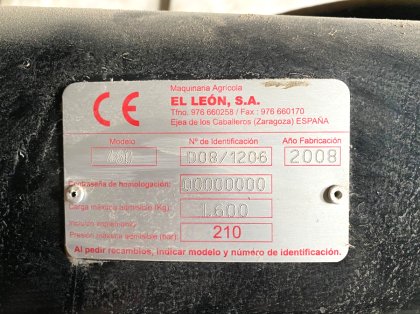 CE
Maquinaria Agrícola
EL LEÓN, S.A.
Tfno. 976 660258 / Fax : 976 660170
Ejea de los Caballeros (Zaragoza) ESPAÑA
Modelo Nº de Identificación Año Fabricación
D08/1206 2008
Contraseña de homologación: 00000000
Carga máxima admisible (Kg): 1.600
Presión máxima admisible (bar): 210
Al pedir recambios, indicar modelo y número de identificación.